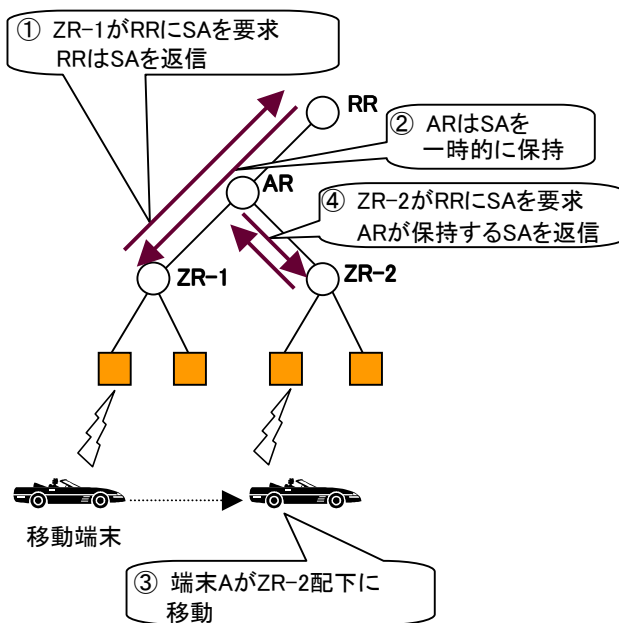 ① ZR-1がRRにSAを要求
RRはSAを返信
RR
② ARはSAを
一時的に保持
AR
④ ZR-2がRRにSAを要求
ARが保持するSAを返信
ZR-1
ZR-2
移動端末
③ 端末AがZR-2配下に
移動